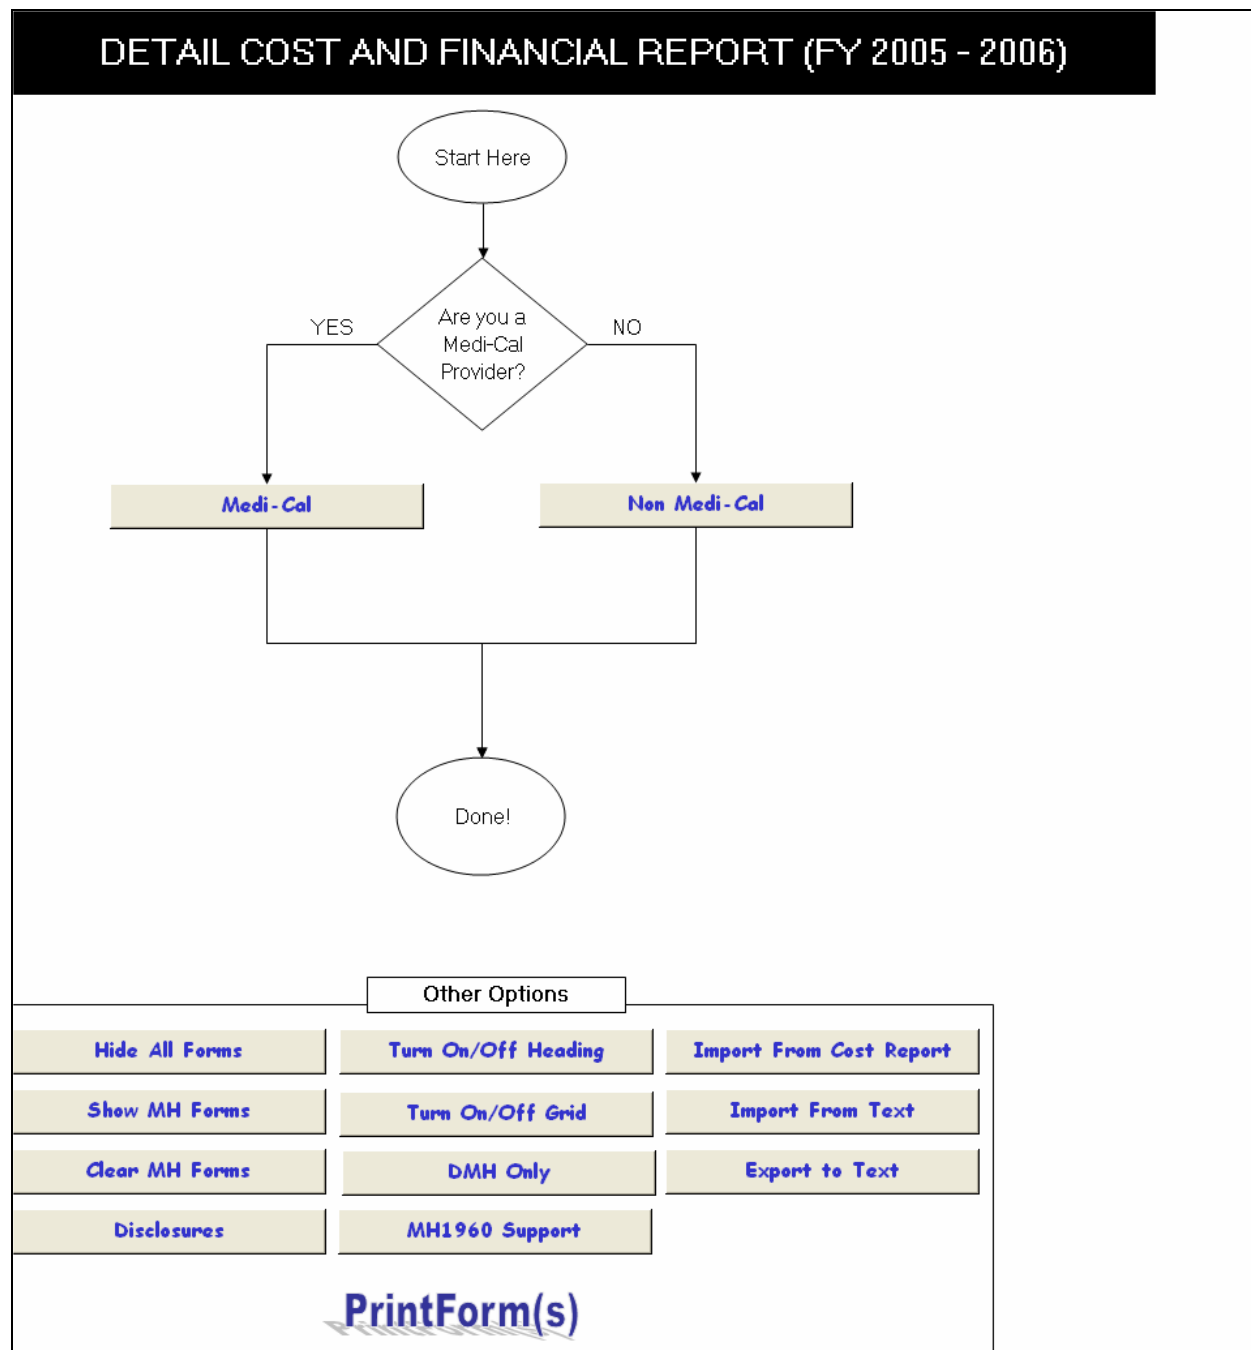 DETAIL COST AND FINANCIAL REPORT (FY 2005 - 2006)
Start Here
Are you a
Medi-Cal
Provider?
YES
NO
Medi-Cal
Non Medi-Cal
Done!
Other Options
Hide All Forms
Turn On/Off Heading
Import From Cost Report
Show MH Forms
Turn On/Off Grid
Import From Text
Clear MH Forms
DMH Only
Export to Text
Disclosures
MH1960 Support
PrintForm(s)